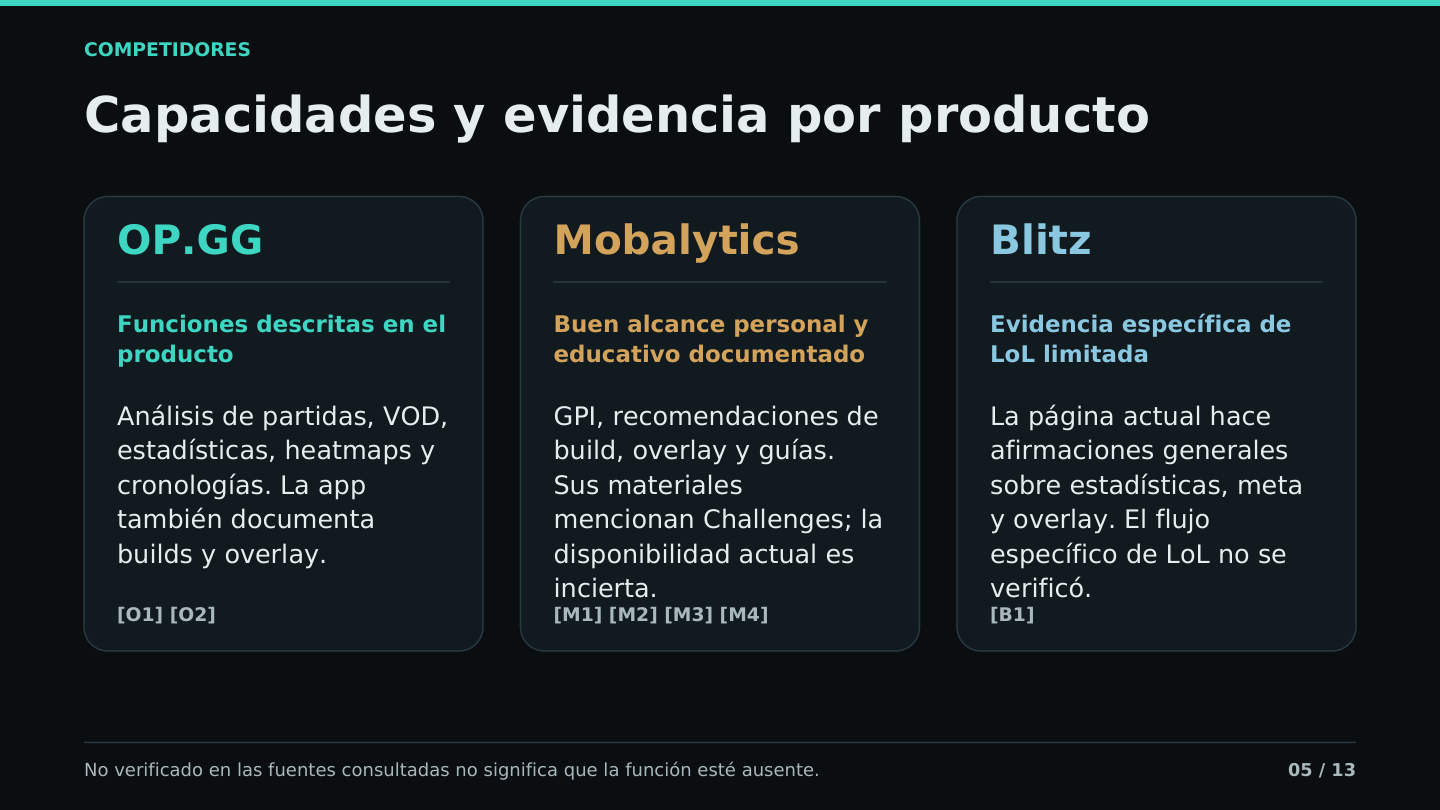 COMPETIDORES
Capacidades y evidencia por producto
OP.GG
Funciones descritas en el
producto
Análisis de partidas, VOD,
estadísticas, heatmaps y
cronologías. La app
también documenta
builds y overlay.
[O1] [O2]
Mobalytics
Buen alcance personal y
educativo documentado
GPI, recomendaciones de
build, overlay y guías.
Sus materiales
mencionan Challenges; la
disponibilidad actual es
incierta.
[M1] [M2] [M3] [M4]
Blitz
Evidencia específica de
LoL limitada
La página actual hace
afirmaciones generales
sobre estadísticas, meta
y overlay. El flujo
específico de LoL no se
verificó.
[B1]
No verificado en las fuentes consultadas no significa que la función esté ausente.
05 / 13